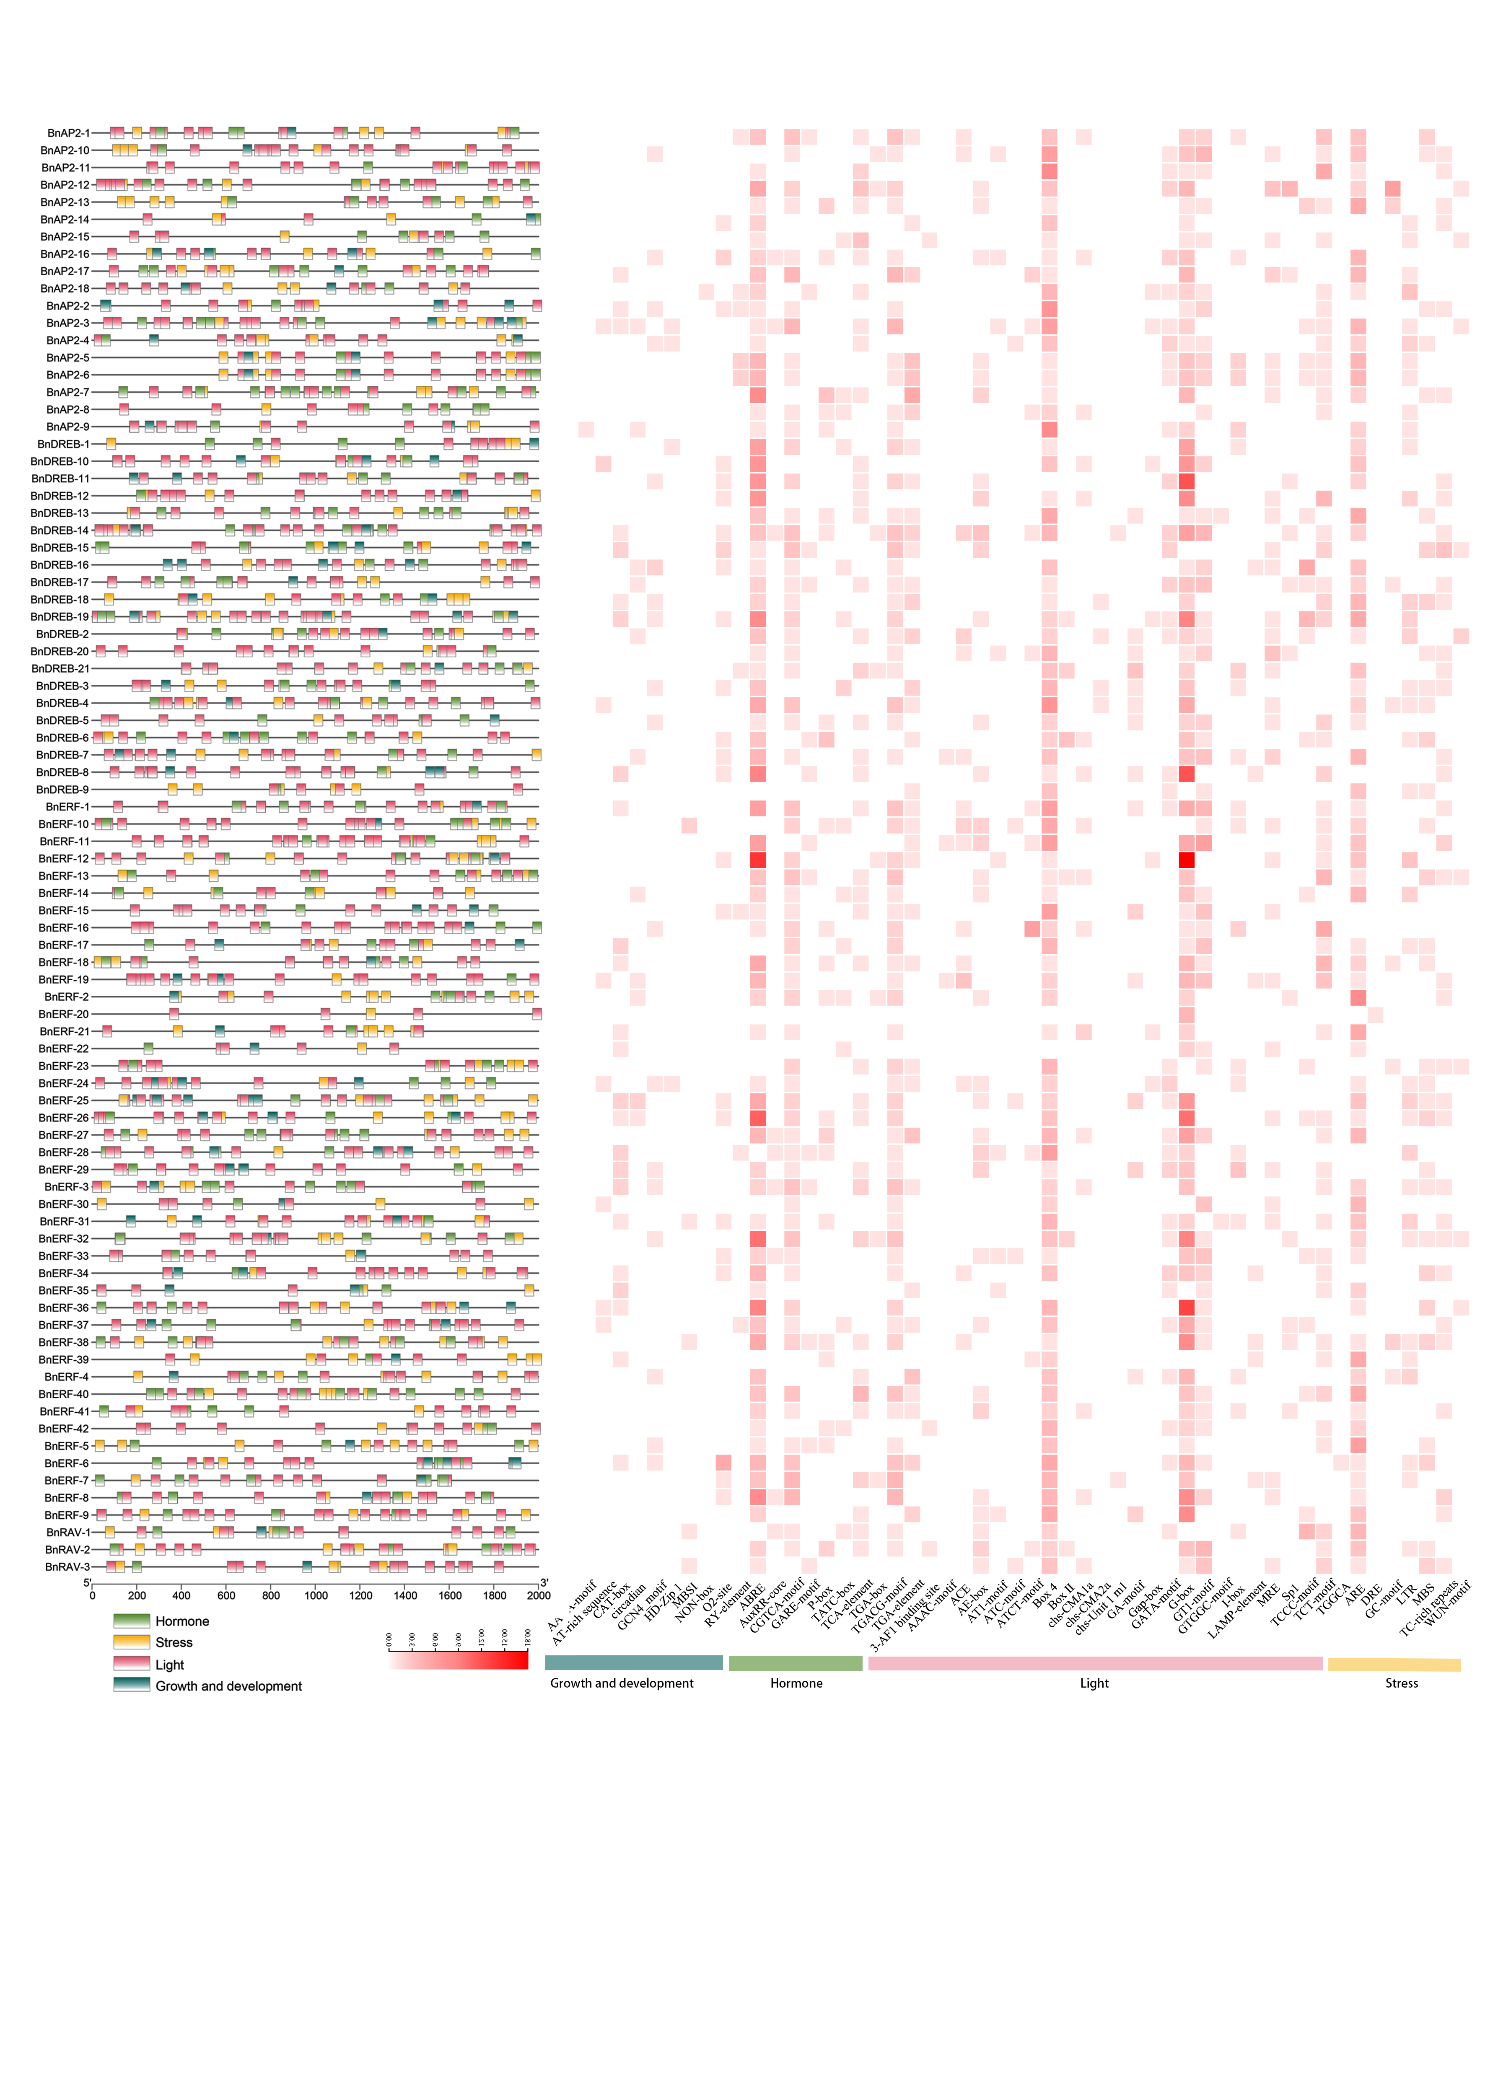 BnAP2-1
BnAP2-10
BnAP2-11
BnAP2-12
BnAP2-13
BnAP2-14
BnAP2-15
BnAP2-16
BnAP2-17
BnAP2-18
BnAP2-2
BnAP2-3
BnAP2-4
BnAP2-5
BnAP2-6
BnAP2-7
BnAP2-8
BnAP2-9
BnDREB-1
BnDREB-10
BnDREB-11
BnDREB-12
BnDREB-13
BnDREB-14
BnDREB-15
BnDREB-16
BnDREB-17
BnDREB-18
BnDREB-19
BnDREB-2
BnDREB-20
BnDREB-21
BnDREB-3
BnDREB-4
BnDREB-5
BnDREB-6
BnDREB-7
BnDREB-8
BnDREB-9
BnERF-1
BnERF-10
BnERF-11
BnERF-12
BnERF-13
BnERF-14
BnERF-15
BnERF-16
BnERF-17
BnERF-18
BnERF-19
BnERF-2
BnERF-20
BnERF-21
BnERF-22
BnERF-23
BnERF-24
BnERF-25
BnERF-26
BnERF-27
BnERF-28
BnERF-29
BnERF-3
BnERF-30
BnERF-31
BnERF-32
BnERF-33
BnERF-34
BnERF-35
BnERF-36
BnERF-37
BnERF-38
BnERF-39
BnERF-4
BnERF-40
BnERF-41
BnERF-42
BnERF-5
BnERF-6
BnERF-7
BnERF-8
BnERF-9
BnRAV-1
BnRAV-2
BnRAV-3
5' 3'
0 200 400 600 800 1000 1200 1400 1600 1800 2000
Hormone
Stress
Light
Growth and development
0.00
3.00
6.00
9.00
12.00
15.00
18.00
AT-rich sequence
CAT-box
circadian
GCN4_motif
HD-Zip 1
MBSI
NON-box
O2-site
RY-element
ABRE
AuxRR-core
CGTCA-motif
GARE-motif
P-box
TATC-box
TCA-element
TGA-box
TGACG-motif
TGA-element
3-AF1 binding site
AAAC-motif
ACE
AE-box
AT1-motif
ATC-motif
ATCT-motif
Box 4
Box II
chs-CMA1a
chs-CMA2a
chs-Unit 1 m1
GA-motif
Gap-box
GATA-motif
G-box
GT1-motif
GTGGC-motif
I-box
LAMP-element
MRE
Sp1
TCCC-motif
TCT-motif
TGGCA
ARE
DRE
GC-motif
LTR
MBS
TC-rich repeats
WUN-motif
Growth and development
Hormone
Light
Stress